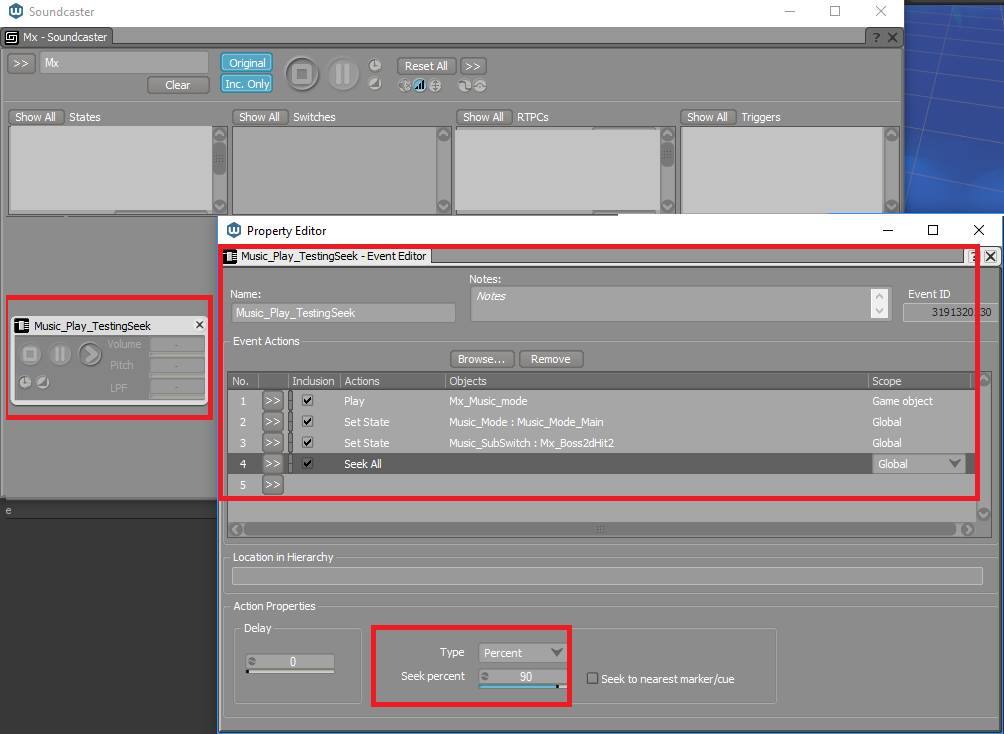 Soundcaster
Mx - Soundcaster
? X
>> Mx Original Reset All >>
Clear Inc. Only
Show All States Show All Switches Show All RTPCs Show All Triggers
Property Editor
Music_Play_TestingSeek - Event Editor
Notes:
Name: Notes Event ID
Music_Play_TestingSeek
Music_Play_TestingSeek
Volume -
Pitch -
LPF -
Event Actions
Browse... Remove
No. Inclusion Actions Objects Scope
1 >> Play Mx_Music_mode Game object
2 >> Set State Music_Mode : Music_Mode_Main Global
3 >> Set State Music_SubSwitch : Mx_Boss2dHit2 Global
4 >> Seek All Global
5 >>
e
Location in Hierarchy
Action Properties
Delay
0
Type Percent
Seek percent 90 Seek to nearest marker/cue